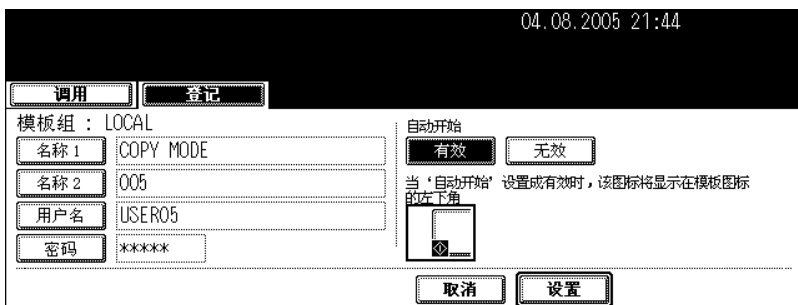 04.08.2005 21:44
调用 登记
模板组 : LOCAL
名称 1 COPY MODE
名称 2 005
用户名 USER05
密码 *****
自动开始
有效 无效
当‘自动开始’设置成有效时，该图标将显示在模板图标
的左下角
取消 设置